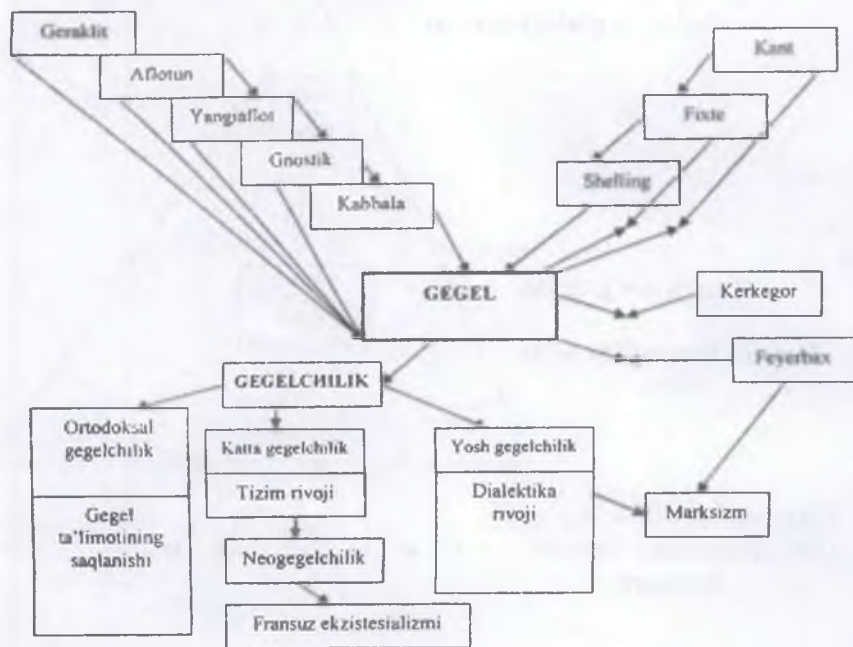 Geraklit
Aflotun
Yangiaflot
Gnostik
Kabbala
Kant
Fixte
Shelling
GEGEL
Kerkegor
Feyerbax
GEGELCHILIK
Ortodoksal
gegelchilik
Gegel
ta'limotining
saqlanishi
Katta gegelchilik
Tizim rivoji
Neogegelchilik
Fransuz ekzistesializmi
Yosh gegelchilik
Dialektika
rivoji
Marksizm